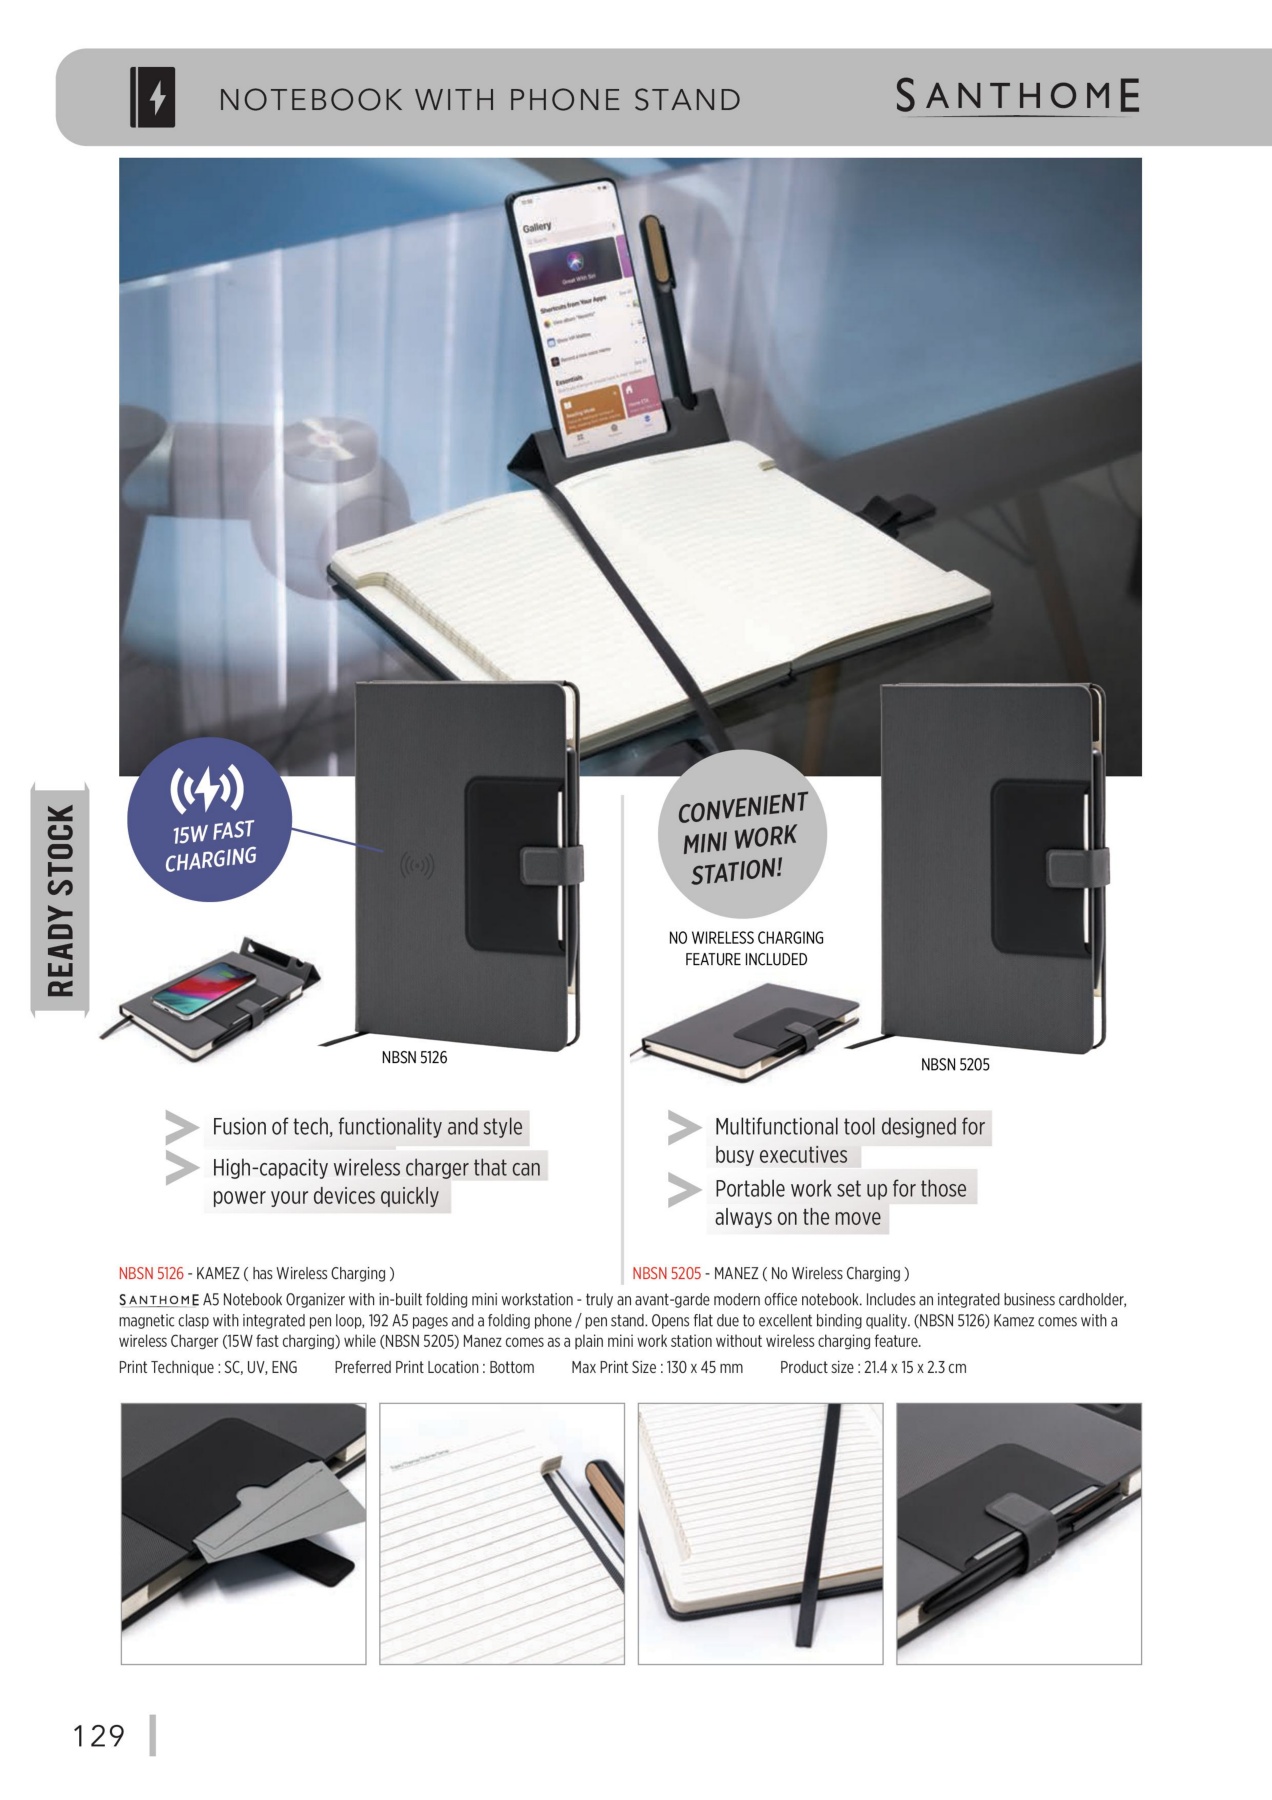 NOTEBOOK WITH PHONE STAND
SANTHOME
Gallery
Shortcuts from Your Apps
Essentials
15W FAST
CHARGING
CONVENIENT
MINI WORK
STATION!
NO WIRELESS CHARGING
FEATURE INCLUDED
READY STOCK
NBSN 5126
NBSN 5205
Fusion of tech, functionality and style
High-capacity wireless charger that can
power your devices quickly
Multifunctional tool designed for
busy executives
Portable work set up for those
always on the move
NBSN 5126 - KAMEZ ( has Wireless Charging )
NBSN 5205 - MANEZ ( No Wireless Charging )
SANTHOME A5 Notebook Organizer with in-built folding mini workstation - truly an avant-garde modern office notebook. Includes an integrated business cardholder,
magnetic clasp with integrated pen loop, 192 A5 pages and a folding phone / pen stand. Opens flat due to excellent binding quality. (NBSN 5126) Kamez comes with a
wireless Charger (15W fast charging) while (NBSN 5205) Manez comes as a plain mini work station without wireless charging feature.
Print Technique : SC, UV, ENG Preferred Print Location : Bottom Max Print Size : 130 x 45 mm Product size : 21.4 x 15 x 2.3 cm
129